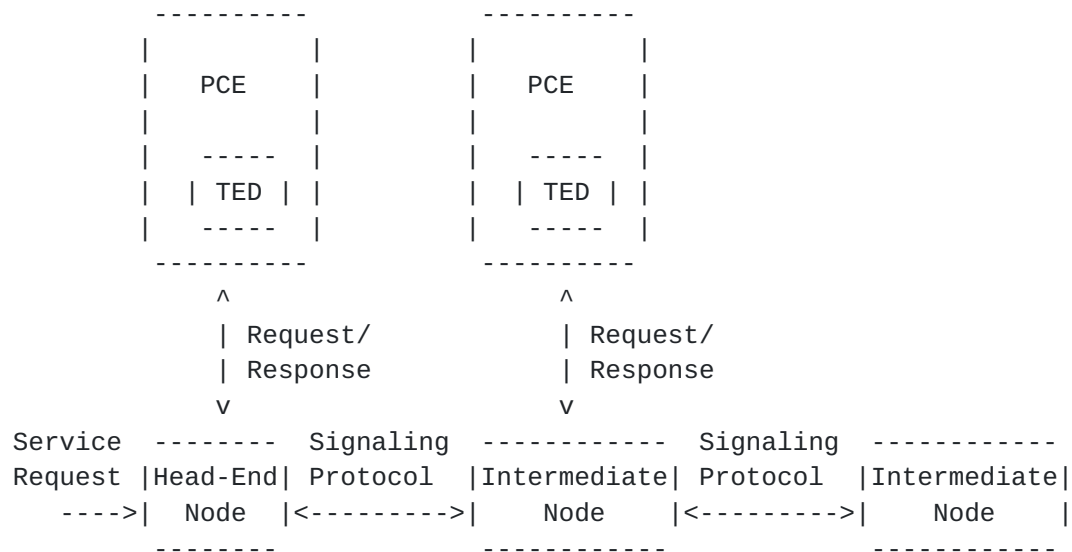 ----------           ----------
          |          |         |          |
          |   PCE    |         |   PCE    |
          |          |         |          |
          |   -----  |         |   -----  |
          |  | TED | |         |  | TED | |
          |   -----  |         |   -----  |
           ----------           ----------
               ^                     ^
               | Request/            | Request/
               | Response            | Response
               v                     v
  Service  --------  Signaling  ------------  Signaling  ------------
  Request |Head-End| Protocol  |Intermediate| Protocol  |Intermediate|
     ---->|  Node  |<--------->|    Node    |<--------->|    Node    |
           --------             ------------             ------------